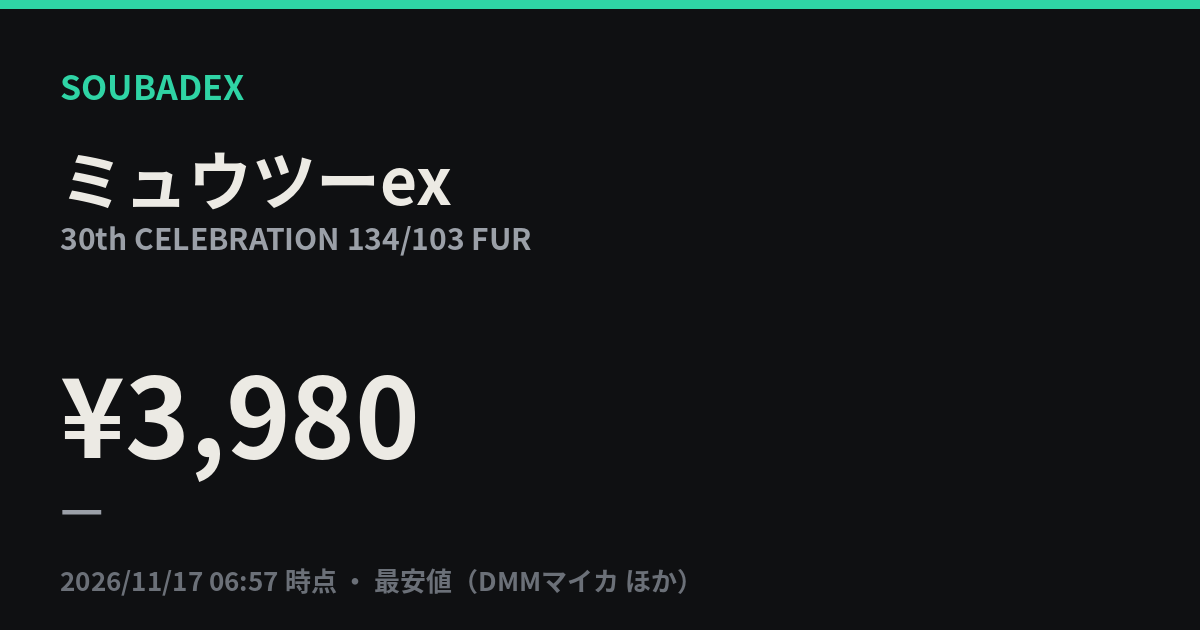 SOUBADEX
ミュウツーex
30th CELEBRATION 134/103 FUR
¥3,980
—
2026/11/17 06:57 時点 ・ 最安値（DMMマイカ ほか）